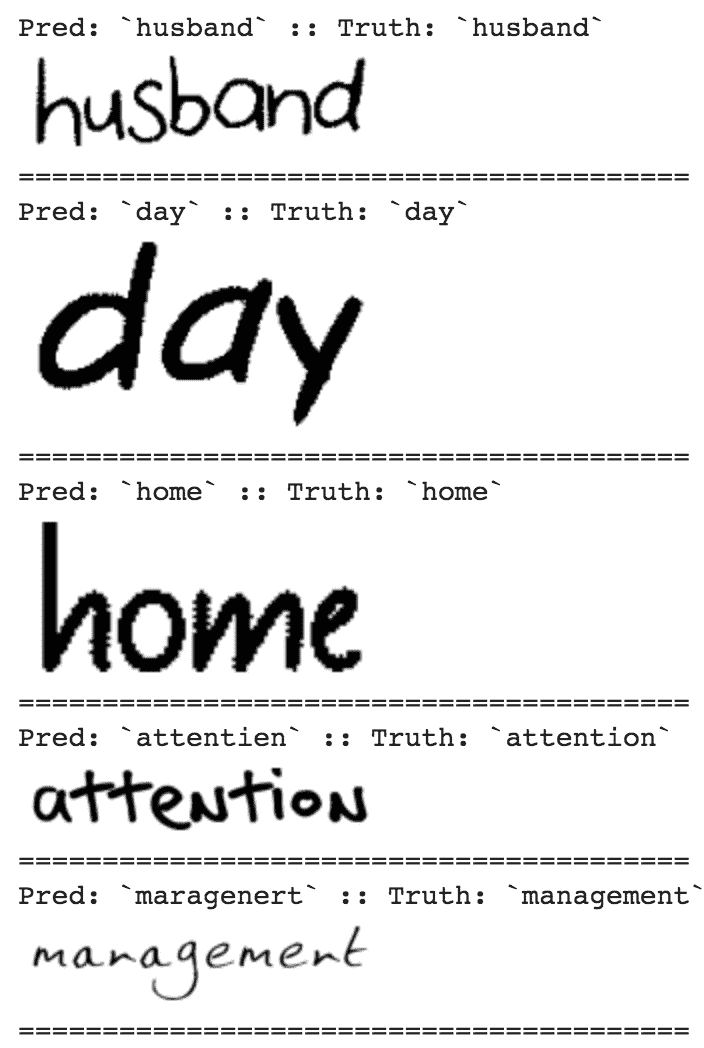 Pred: `husband` :: Truth: `husband`
husband
========================================
Pred: `day` :: Truth: `day`
day
========================================
Pred: `home` :: Truth: `home`
home
========================================
Pred: `attentien` :: Truth: `attention`
attention
========================================
Pred: `maragenert` :: Truth: `management`
management
========================================